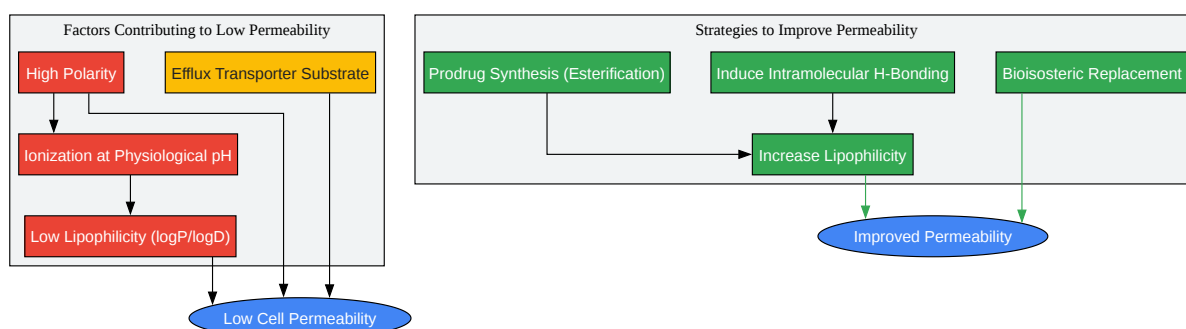 Factors Contributing to Low Permeability
High Polarity
Efflux Transporter Substrate
Ionization at Physiological pH
Low Lipophilicity (logP/logD)
Low Cell Permeability
Strategies to Improve Permeability
Prodrug Synthesis (Esterification)
Induce Intramolecular H-Bonding
Bioisosteric Replacement
Increase Lipophilicity
Improved Permeability